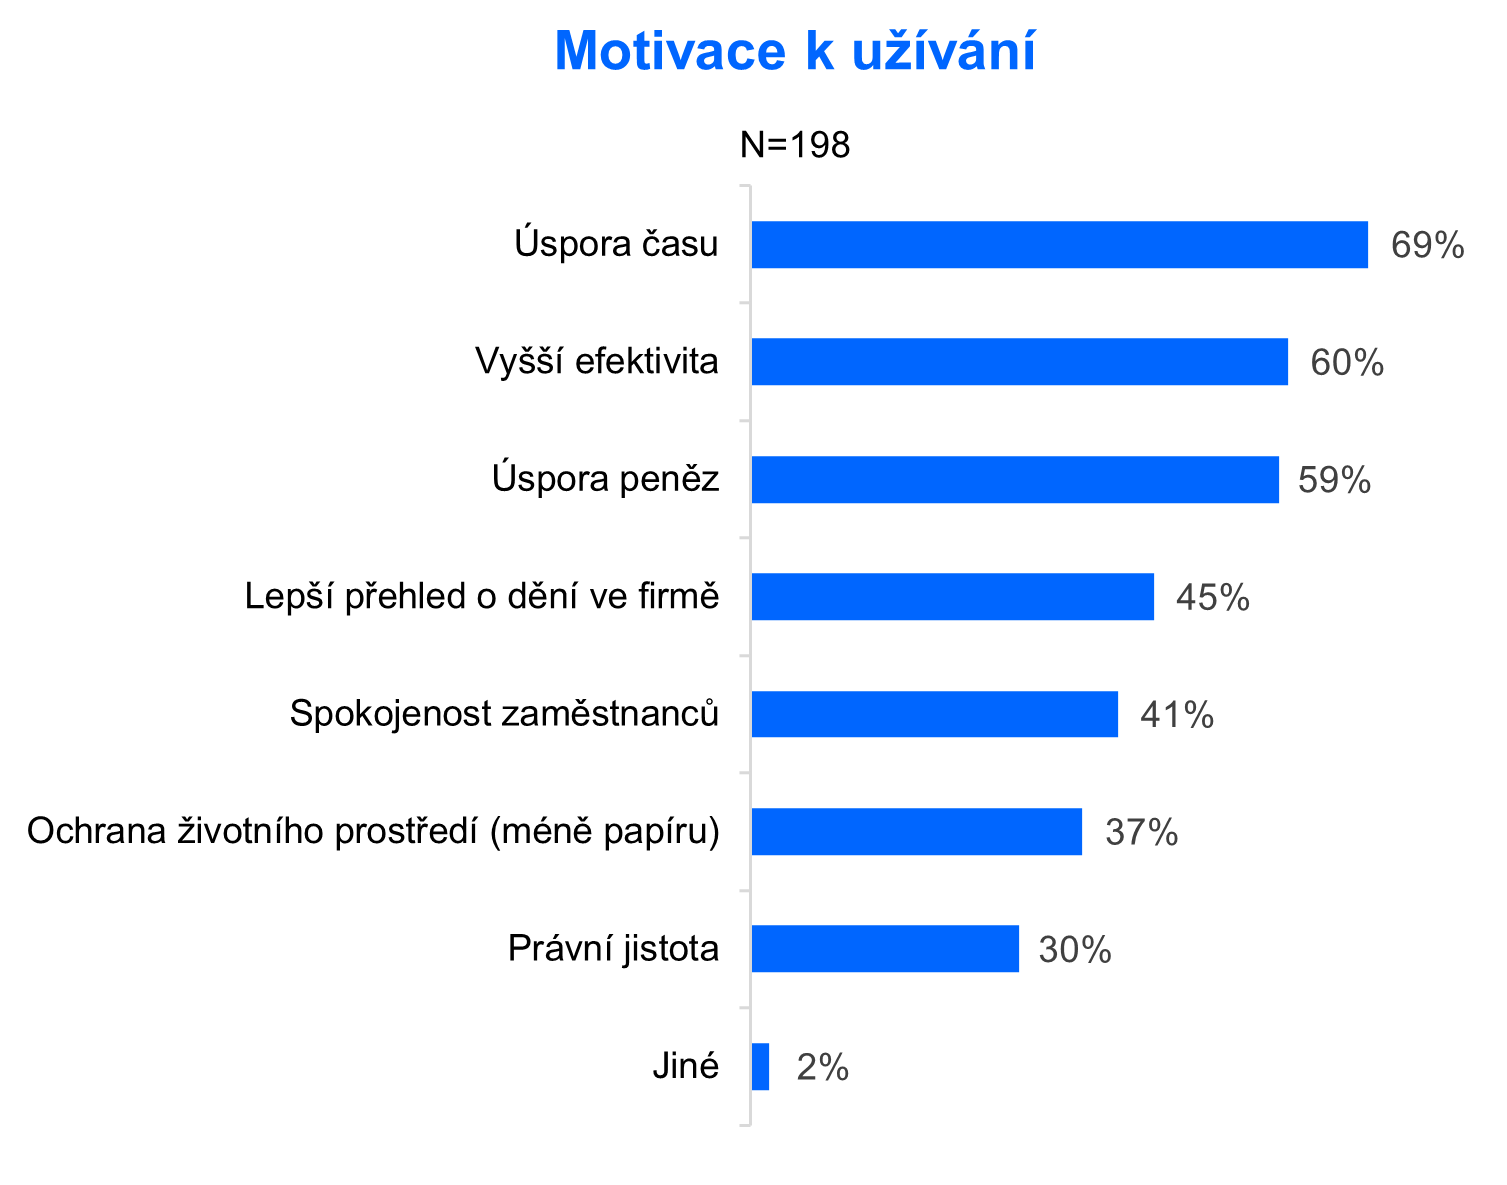 Motivace k užívání
N=198
Úspora času 69%
Vyšší efektivita 60%
Úspora peněz 59%
Lepší přehled o dění ve firmě 45%
Spokojenost zaměstnanců 41%
Ochrana životního prostředí (méně papíru) 37%
Právní jistota 30%
Jiné 2%